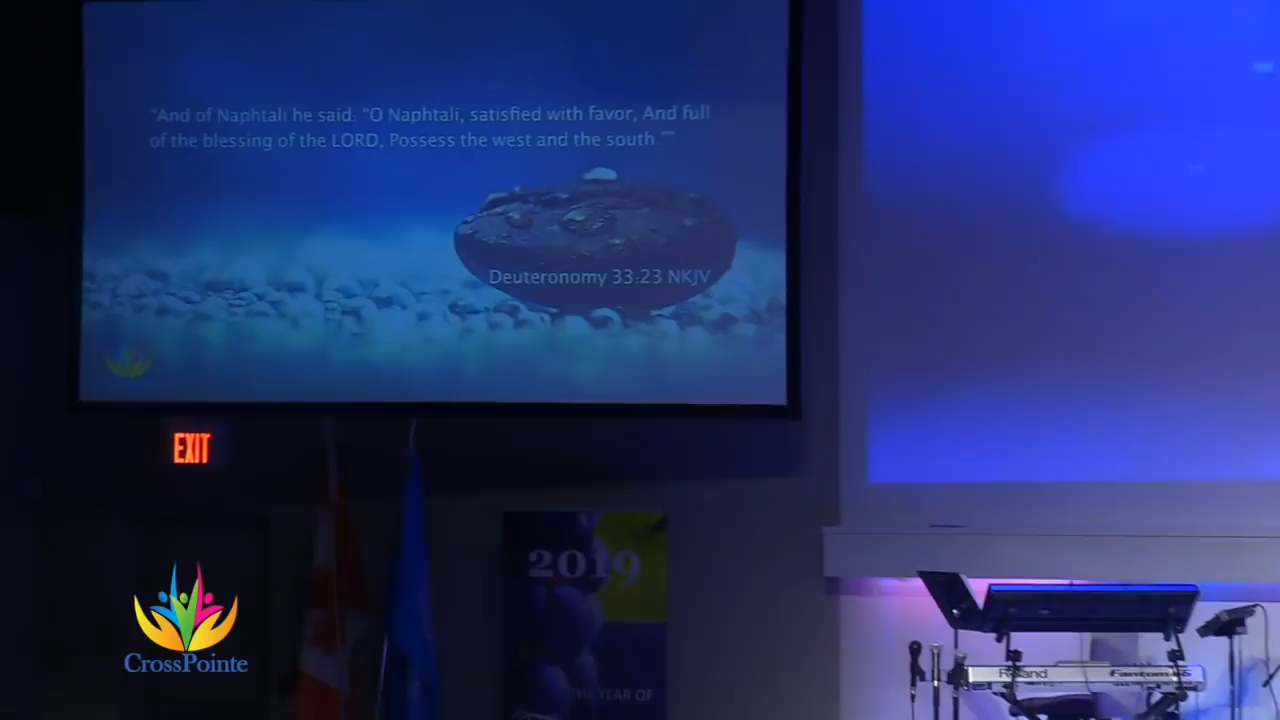 "And of Naphtali he said: "O Naphtali, satisfied with favor, And full
of the blessing of the LORD, Possess the west and the south.""
Deuteronomy 33:23 NKJV
EXIT
2019
THE YEAR OF
CrossPointe
Roland